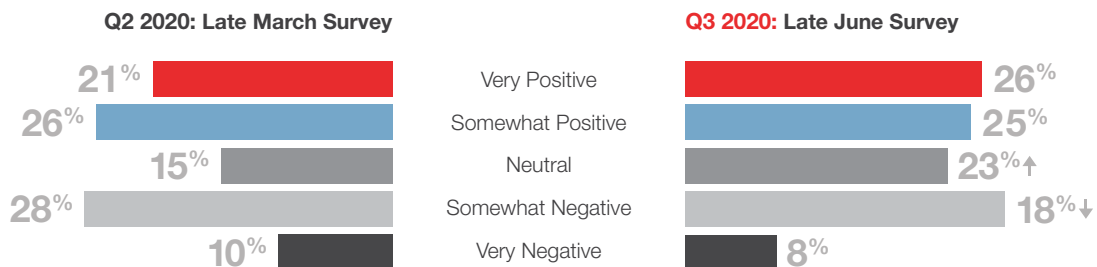 Q2 2020: Late March Survey
Q3 2020: Late June Survey
21% Very Positive 26%
26% Somewhat Positive 25%
15% Neutral 23%↑
28% Somewhat Negative 18%↓
10% Very Negative 8%